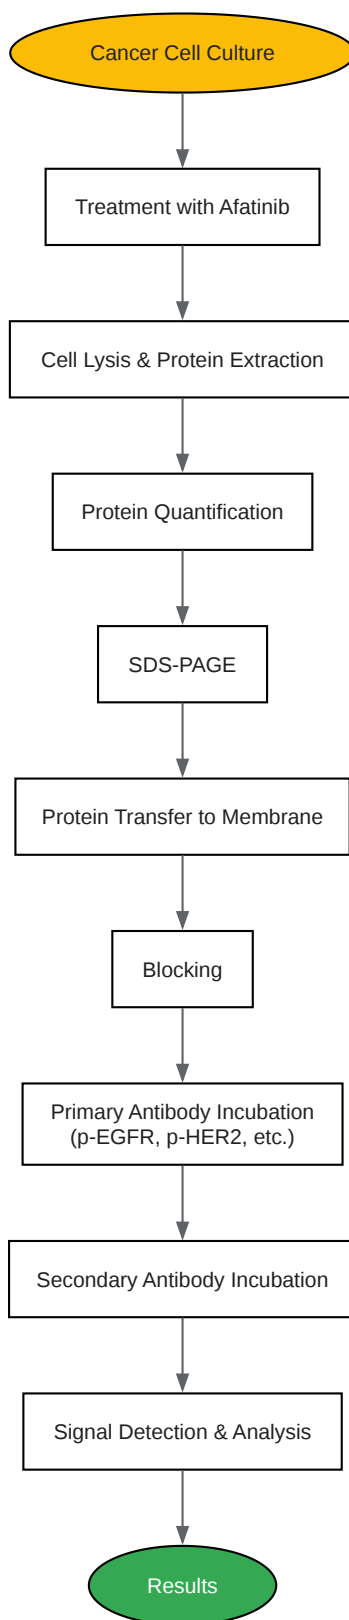 Cancer Cell Culture
Treatment with Afatinib
Cell Lysis & Protein Extraction
Protein Quantification
SDS-PAGE
Protein Transfer to Membrane
Blocking
Primary Antibody Incubation
(p-EGFR, p-HER2, etc.)
Secondary Antibody Incubation
Signal Detection & Analysis
Results